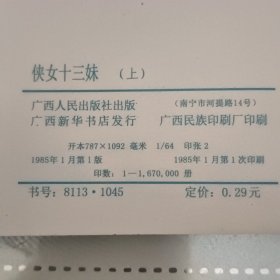 侠女十三妹 (上)
广西人民出版社出版 (南宁市河提路14号)
广西新华书店发行 广西民族印刷厂印刷
开本787×1092 毫米 1/64 印张 2
1985年1月第1版 1985年1月第1次印刷
印数：1—1,670,000 册
书号：8113·1045 定价：0.29元